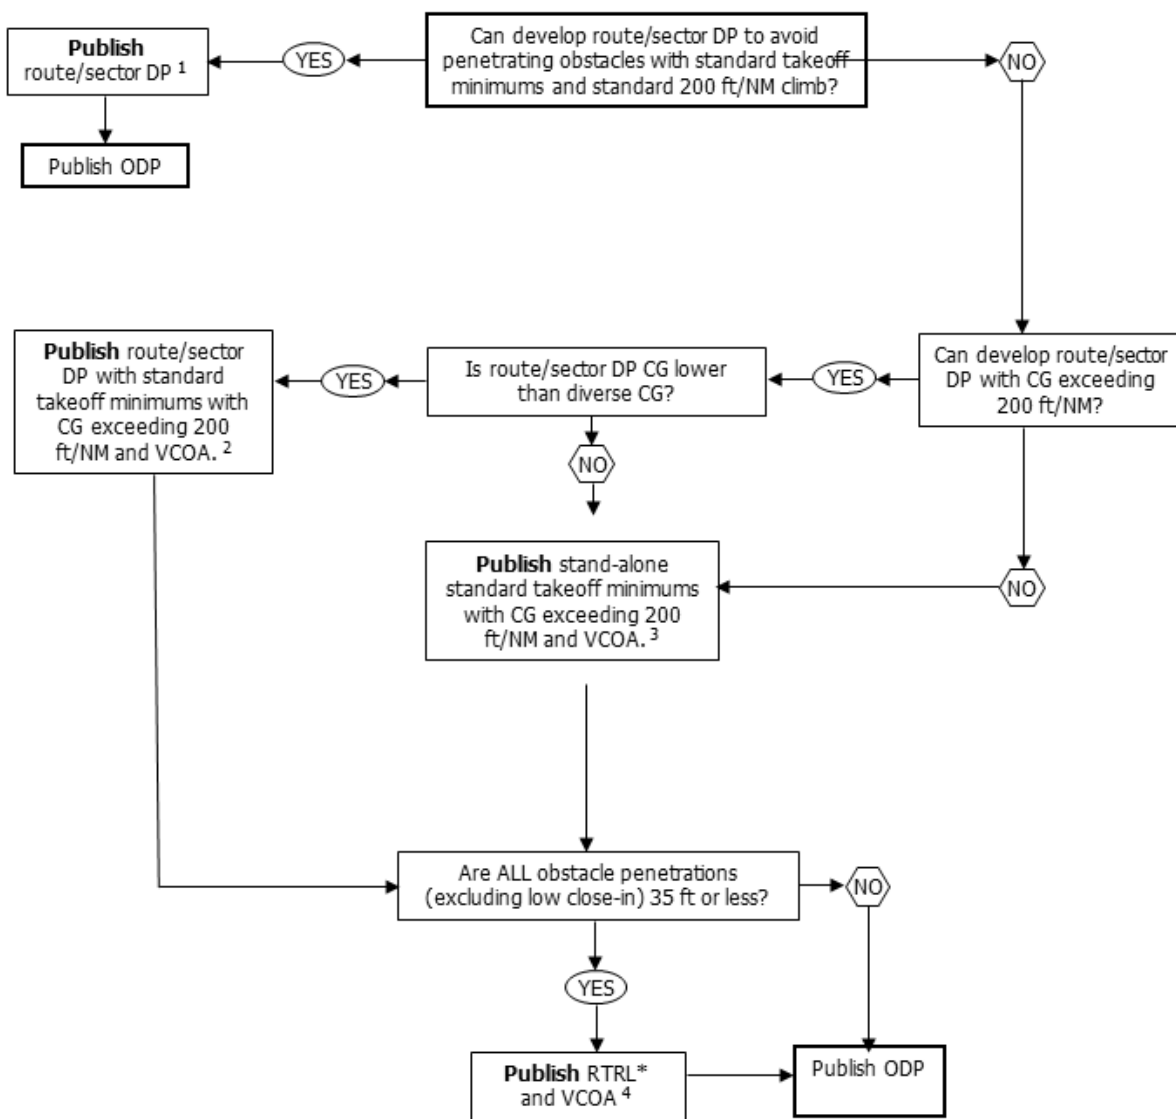 Can develop route/sector DP to avoid
penetrating obstacles with standard takeoff
minimums and standard 200 ft/NM climb?
YES
NO
Publish
route/sector DP 1
Publish ODP
Can develop route/sector
DP with CG exceeding
200 ft/NM?
YES
Is route/sector DP CG lower
than diverse CG?
YES
Publish route/sector
DP with standard
takeoff minimums with
CG exceeding 200
ft/NM and VCOA. 2
NO
NO
Publish stand-alone
standard takeoff minimums
with CG exceeding 200
ft/NM and VCOA. 3
Are ALL obstacle penetrations
(excluding low close-in) 35 ft or less?
NO
YES
Publish RTRL*
and VCOA 4
Publish ODP